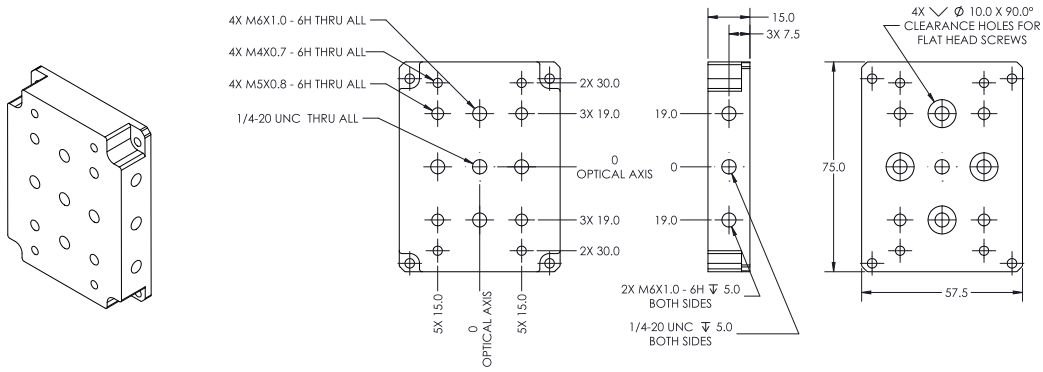 4X M6X1.0 - 6H THRU ALL
4X M4X0.7 - 6H THRU ALL
4X M5X0.8 - 6H THRU ALL
1/4-20 UNC THRU ALL
2X 30.0
3X 19.0
0
OPTICAL AXIS
3X 19.0
2X 30.0
5X 15.0
0
OPTICAL AXIS
5X 15.0
15.0
3X 7.5
19.0
0
19.0
2X M6X1.0 - 6H ↧ 5.0
BOTH SIDES
1/4-20 UNC ↧ 5.0
BOTH SIDES
4X ⌵ Ø 10.0 X 90.0°
CLEARANCE HOLES FOR
FLAT HEAD SCREWS
75.0
57.5